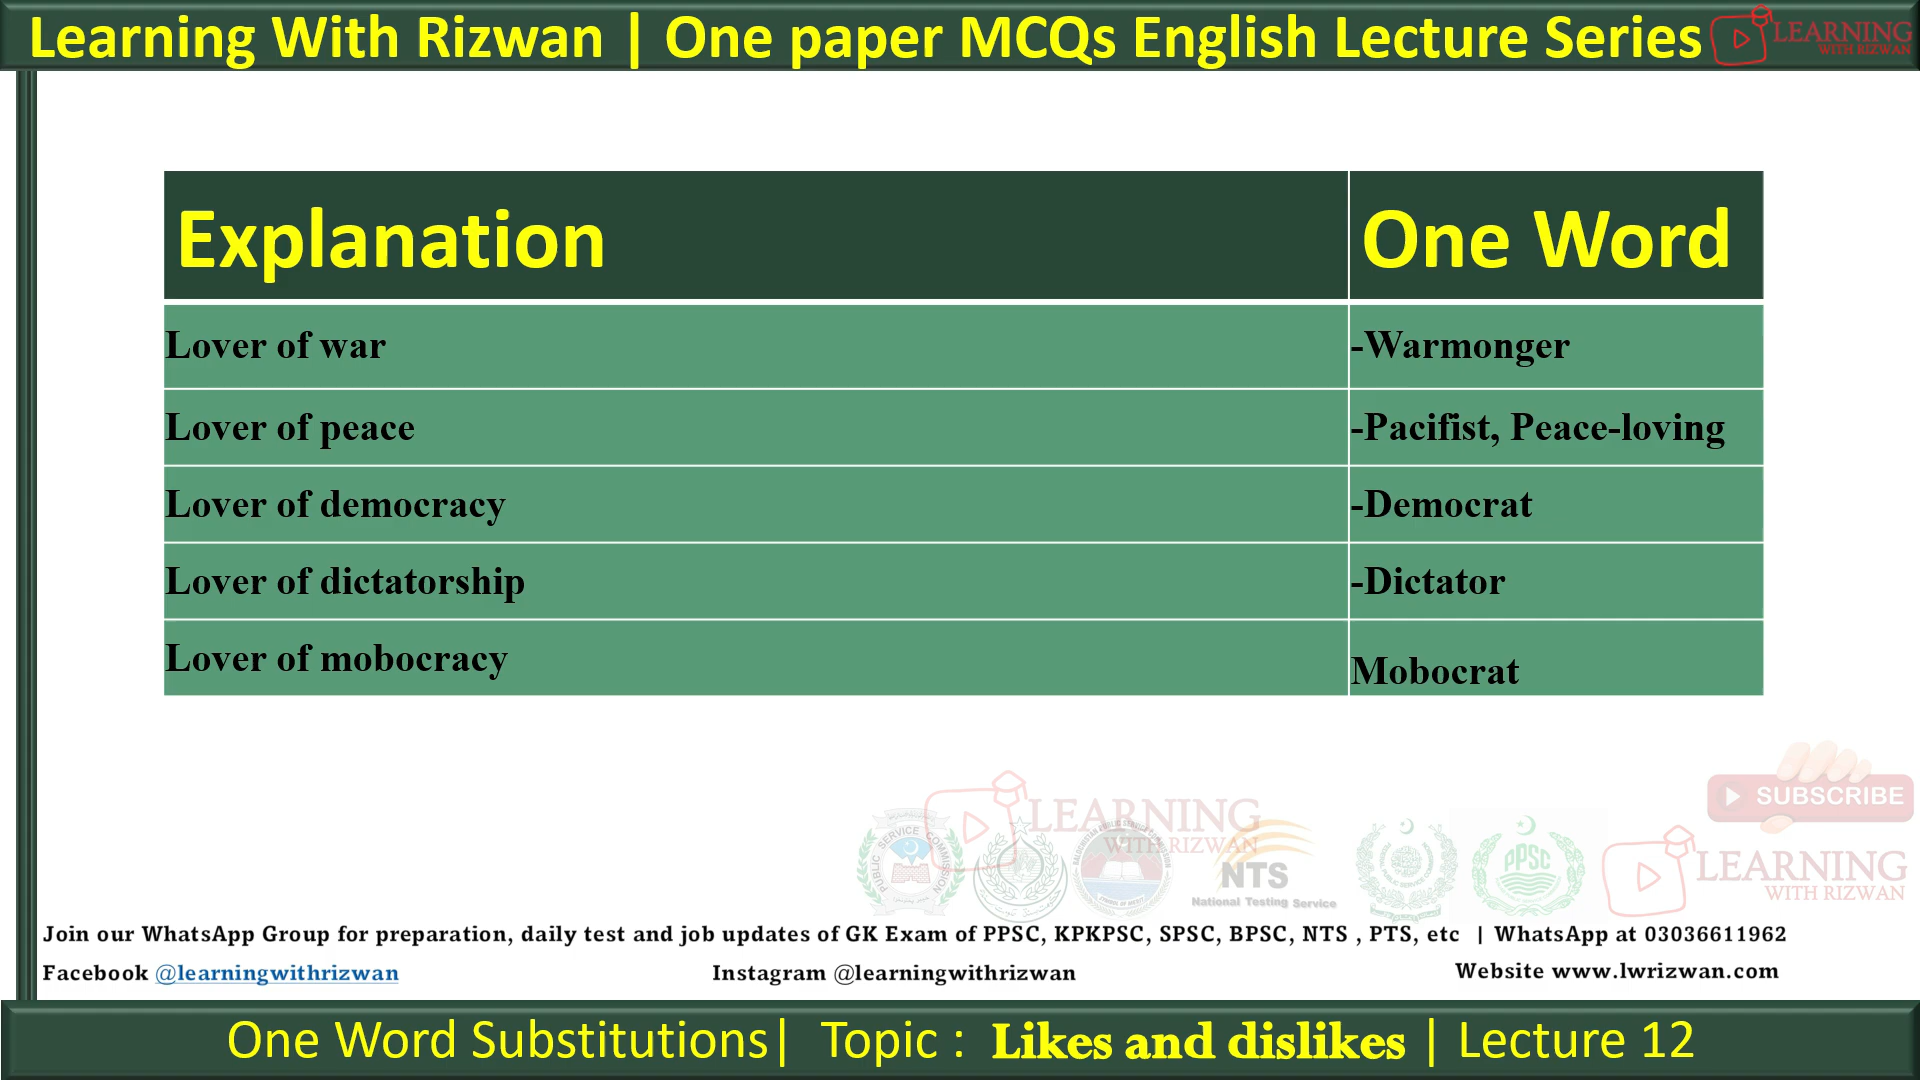 Learning With Rizwan | One paper MCQs English Lecture Series
LEARNING
WITH RIZWAN
Explanation One Word
Lover of war -Warmonger
Lover of peace -Pacifist, Peace-loving
Lover of democracy -Democrat
Lover of dictatorship -Dictator
Lover of mobocracy Mobocrat
SUBSCRIBE
LEARNING
WITH RIZWAN
PUBLIC SERVICE COMMISSION
NTS
National Testing Service
PPSC
LEARNING
WITH RIZWAN
Join our WhatsApp Group for preparation, daily test and job updates of GK Exam of PPSC, KPKPSC, SPSC, BPSC, NTS , PTS, etc | WhatsApp at 03036611962
Facebook @learningwithrizwan Instagram @learningwithrizwan Website www.lwrizwan.com
One Word Substitutions| Topic : Likes and dislikes | Lecture 12